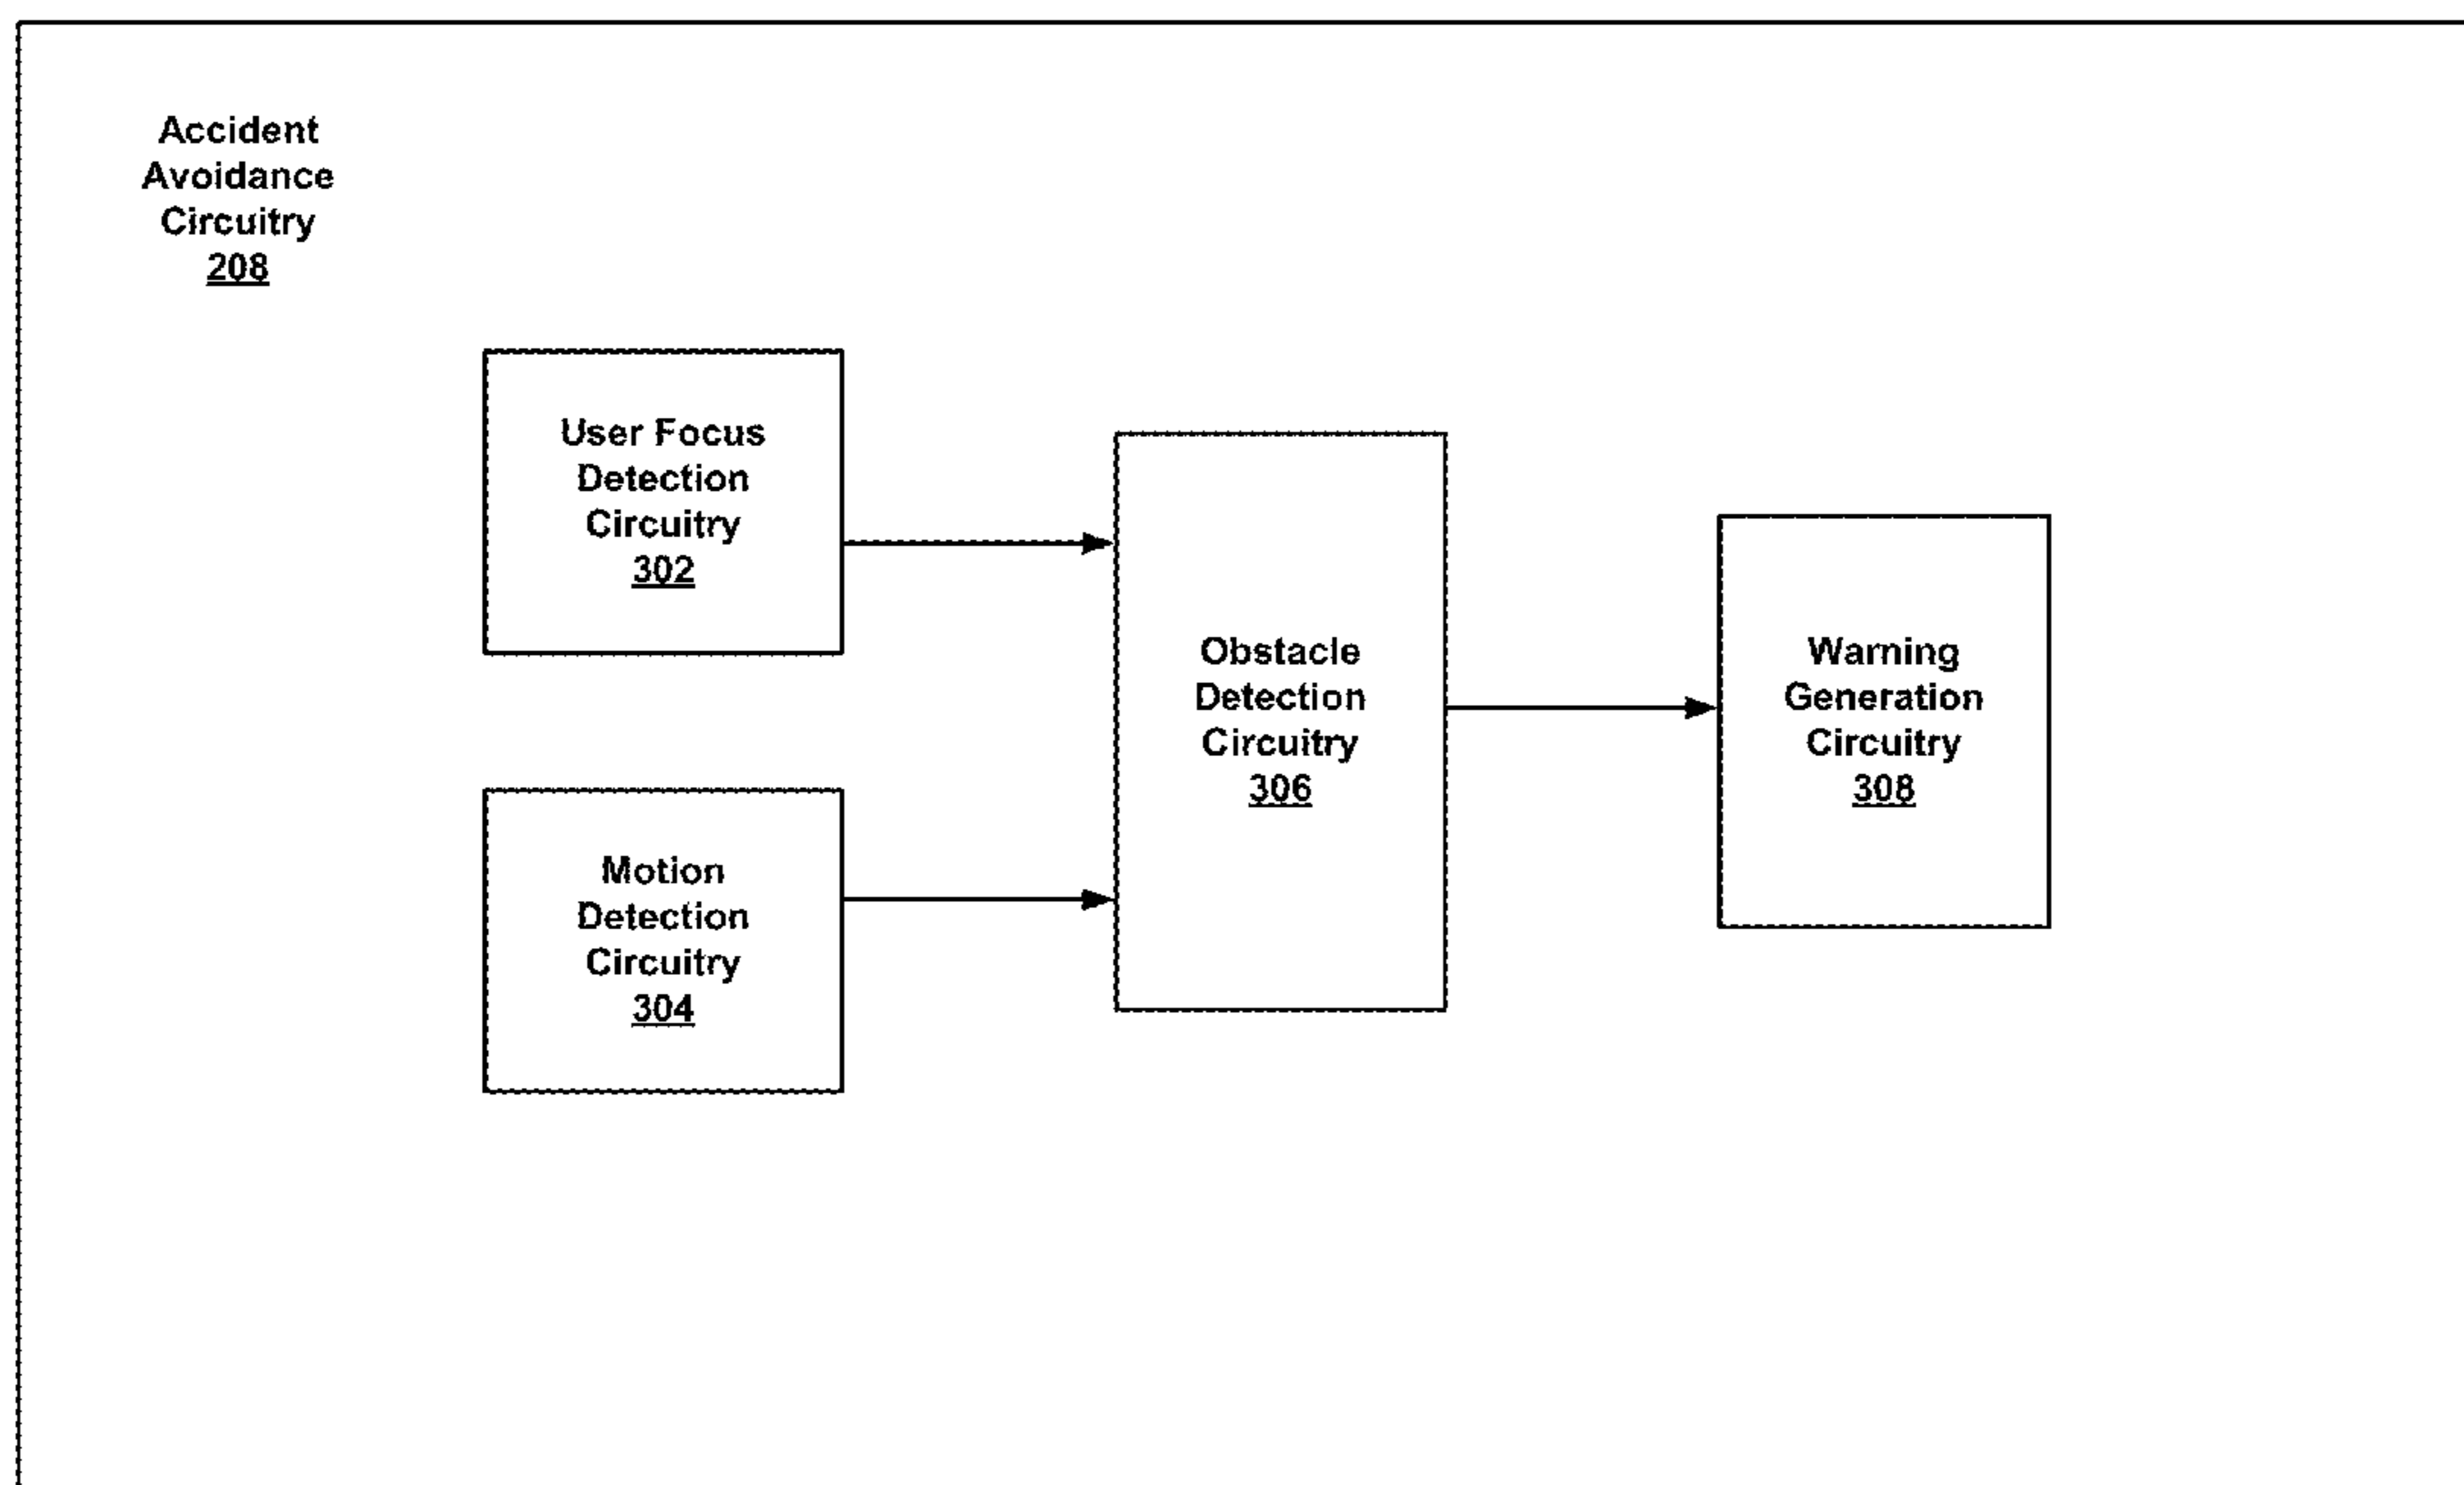 Accident
Avoidance
Circuitry
208
User Focus
Detection
Circuitry
302
Motion
Detection
Circuitry
304
Obstacle
Detection
Circuitry
306
Warning
Generation
Circuitry
308